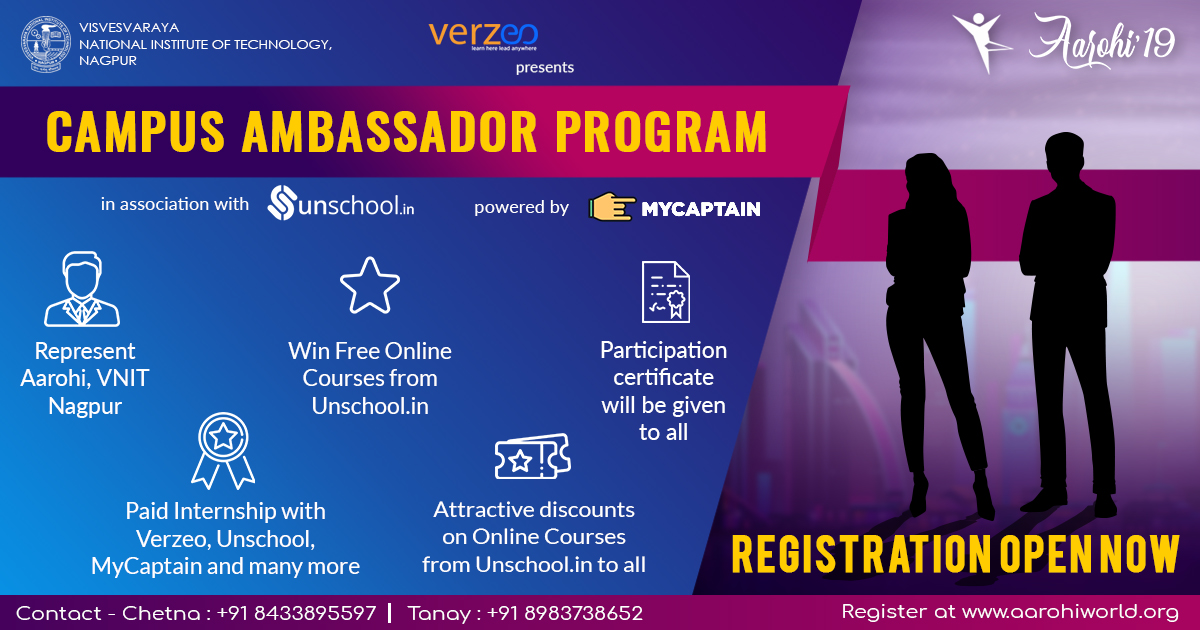 VISVESVARAYA
NATIONAL INSTITUTE OF TECHNOLOGY,
NAGPUR
verzeo
learn here lead anywhere
presents
Aarohi'19
CAMPUS AMBASSADOR PROGRAM
in association with
unschool.in
powered by
MYCAPTAIN
Represent
Aarohi, VNIT
Nagpur
Win Free Online
Courses from
Unschool.in
Participation
certificate
will be given
to all
Paid Internship with
Verzeo, Unschool,
MyCaptain and many more
Attractive discounts
on Online Courses
from Unschool.in to all
REGISTRATION OPEN NOW
Contact - Chetna : +91 8433895597 | Tanay : +91 8983738652
Register at www.aarohiworld.org